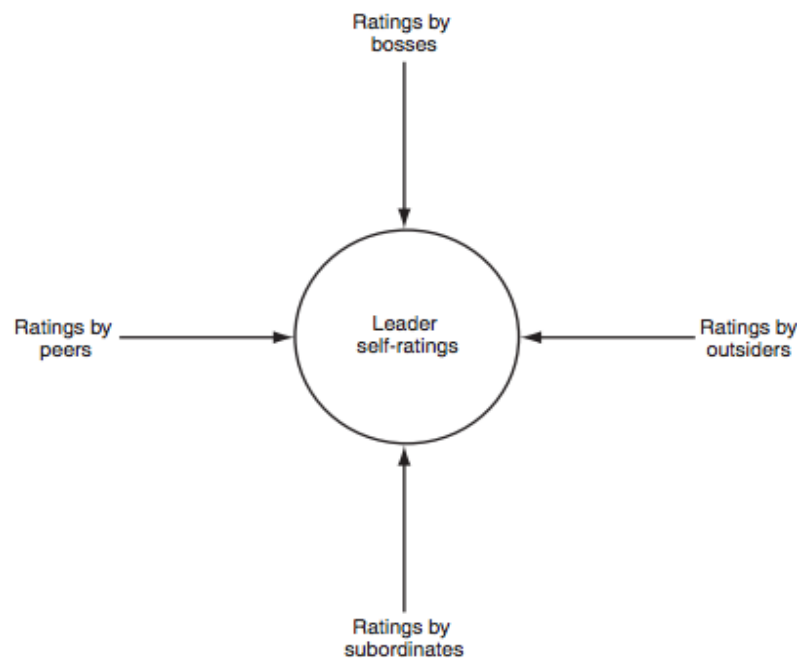 Ratings by
bosses
Ratings by
peers
Leader
self-ratings
Ratings by
outsiders
Ratings by
subordinates